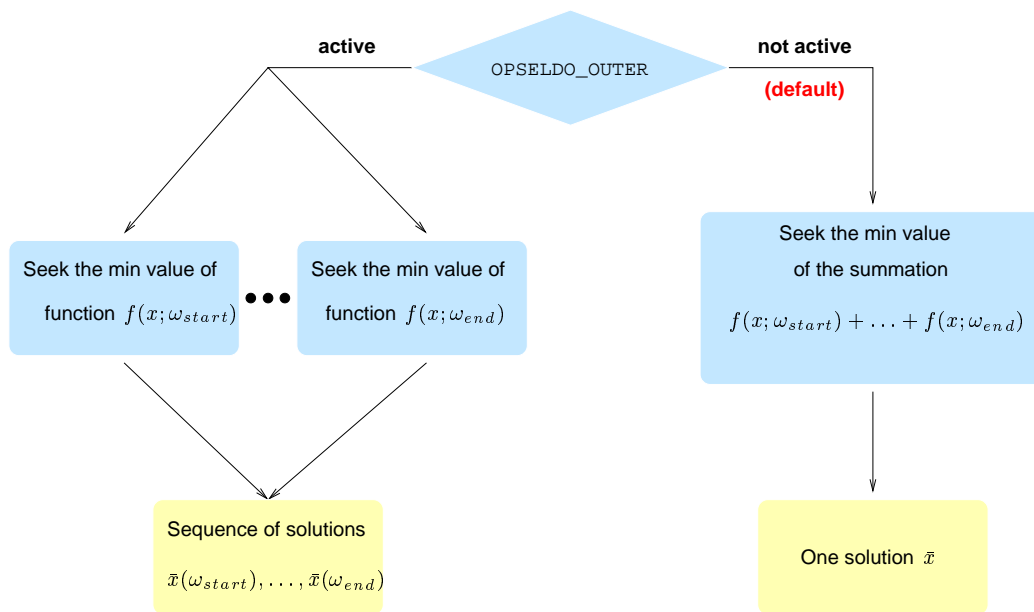 active
OPSELDO_OUTER
not active
(default)
Seek the min value of
function f(x; ω_start)
•••
Seek the min value of
function f(x; ω_end)
Seek the min value
of the summation
f(x; ω_start) + . . . + f(x; ω_end)
Sequence of solutions
x̄(ω_start), . . . , x̄(ω_end)
One solution x̄